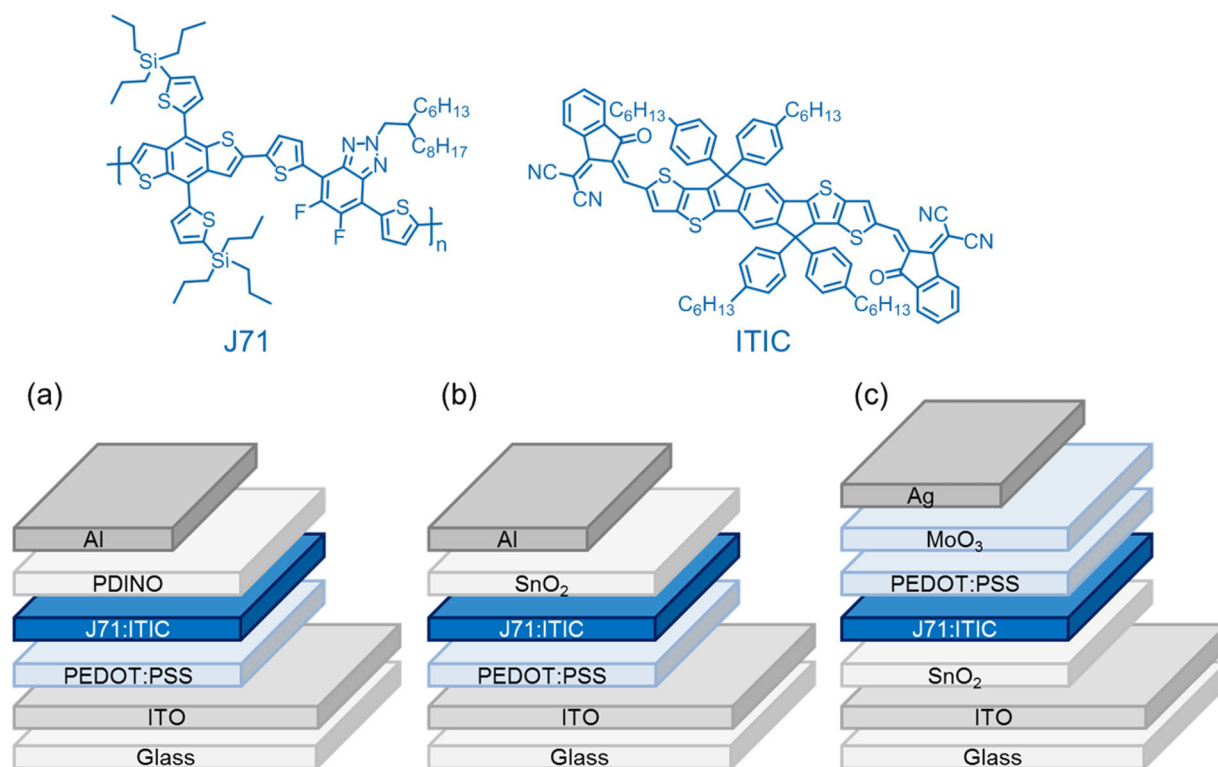 Si
S
C₆H₁₃
C₈H₁₇
S
S
N
N
N
S
F
F
S
S
Si
n
J71
C₆H₁₃
C₆H₁₃
O
NC
CN
S
S
S
S
NC
CN
O
C₆H₁₃
C₆H₁₃
ITIC
(a)
Al
PDINO
J71:ITIC
PEDOT:PSS
ITO
Glass
(b)
Al
SnO₂
J71:ITIC
PEDOT:PSS
ITO
Glass
(c)
Ag
MoO₃
PEDOT:PSS
J71:ITIC
SnO₂
ITO
Glass